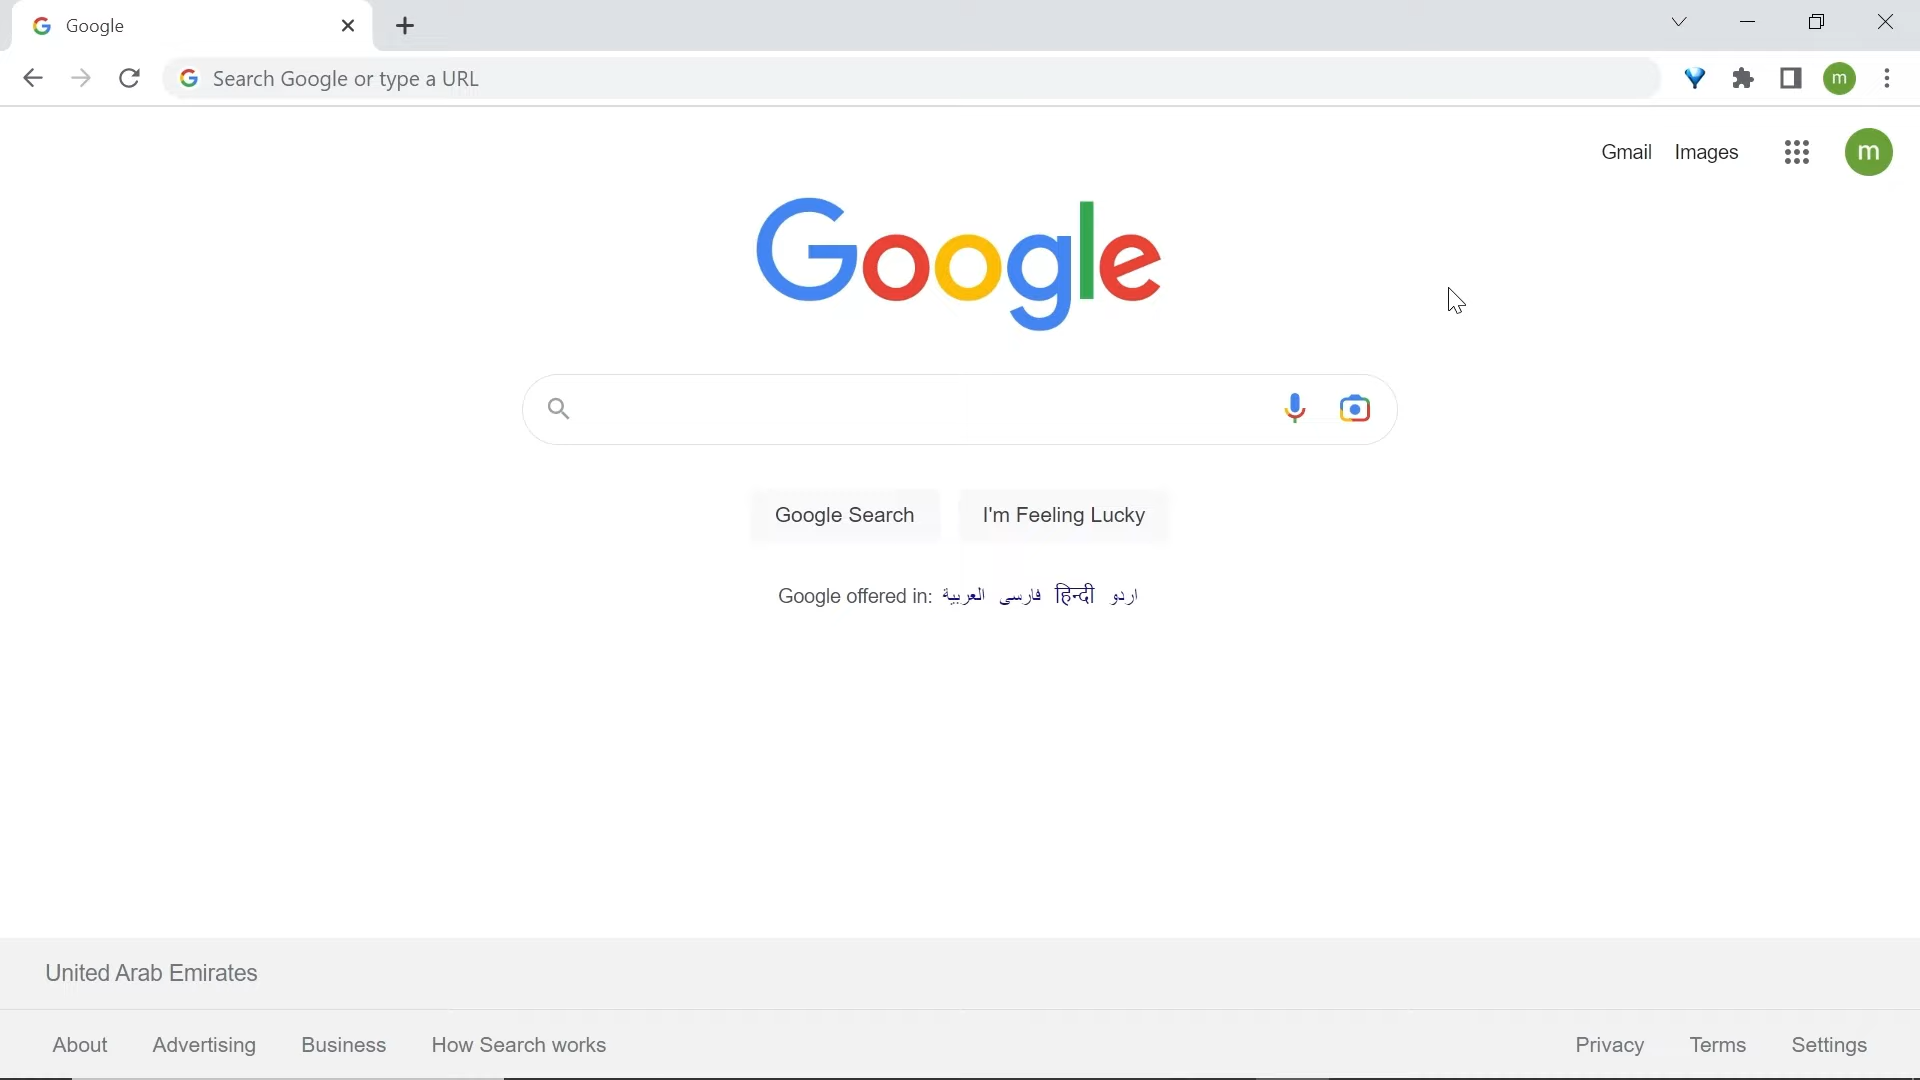 Google
Search Google or type a URL
m
Gmail Images
m
Google
Google Search
I'm Feeling Lucky
Google offered in: العربية فارسی हिन्दी اردو
United Arab Emirates
About Advertising Business How Search works
Privacy Terms Settings